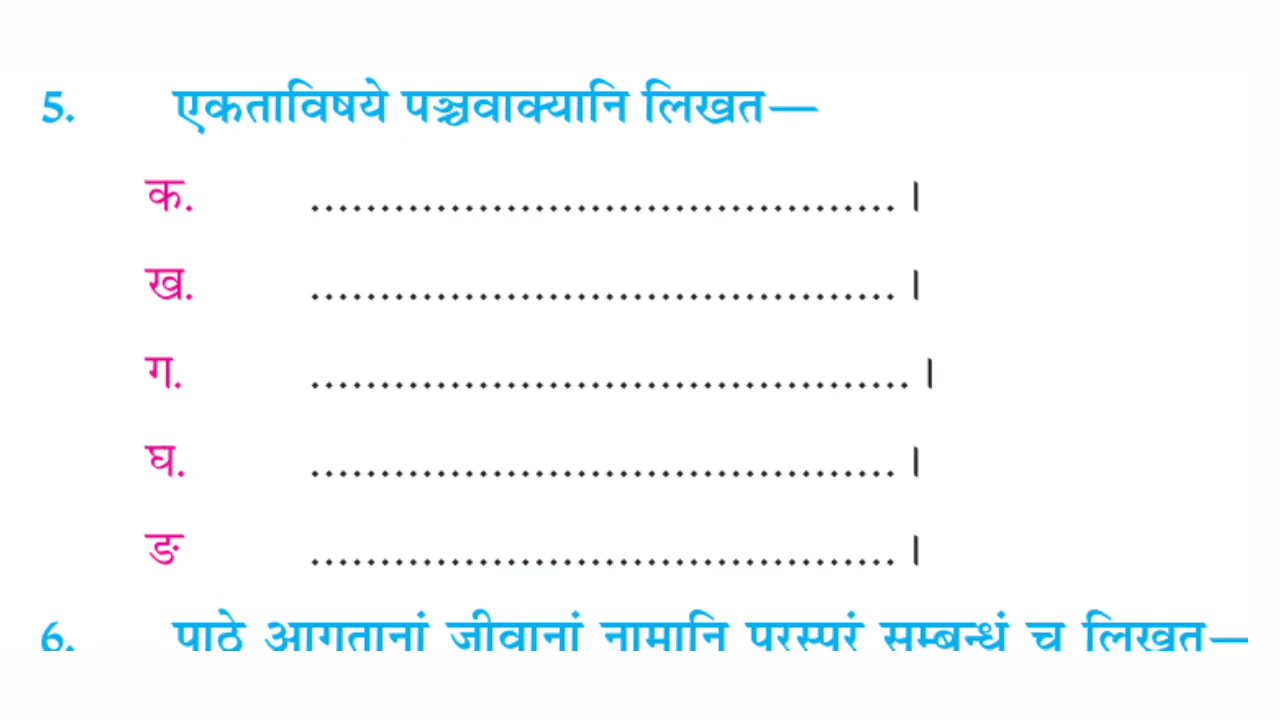 5. एकताविषये पञ्चवाक्यानि लिखत—
क. .......................................... ।
ख. .......................................... ।
ग. ........................................... ।
घ. .......................................... ।
ङ .......................................... ।
6. पाठे आगतानां जीवानां नामानि परस्परं सम्बन्धं च लिखत—